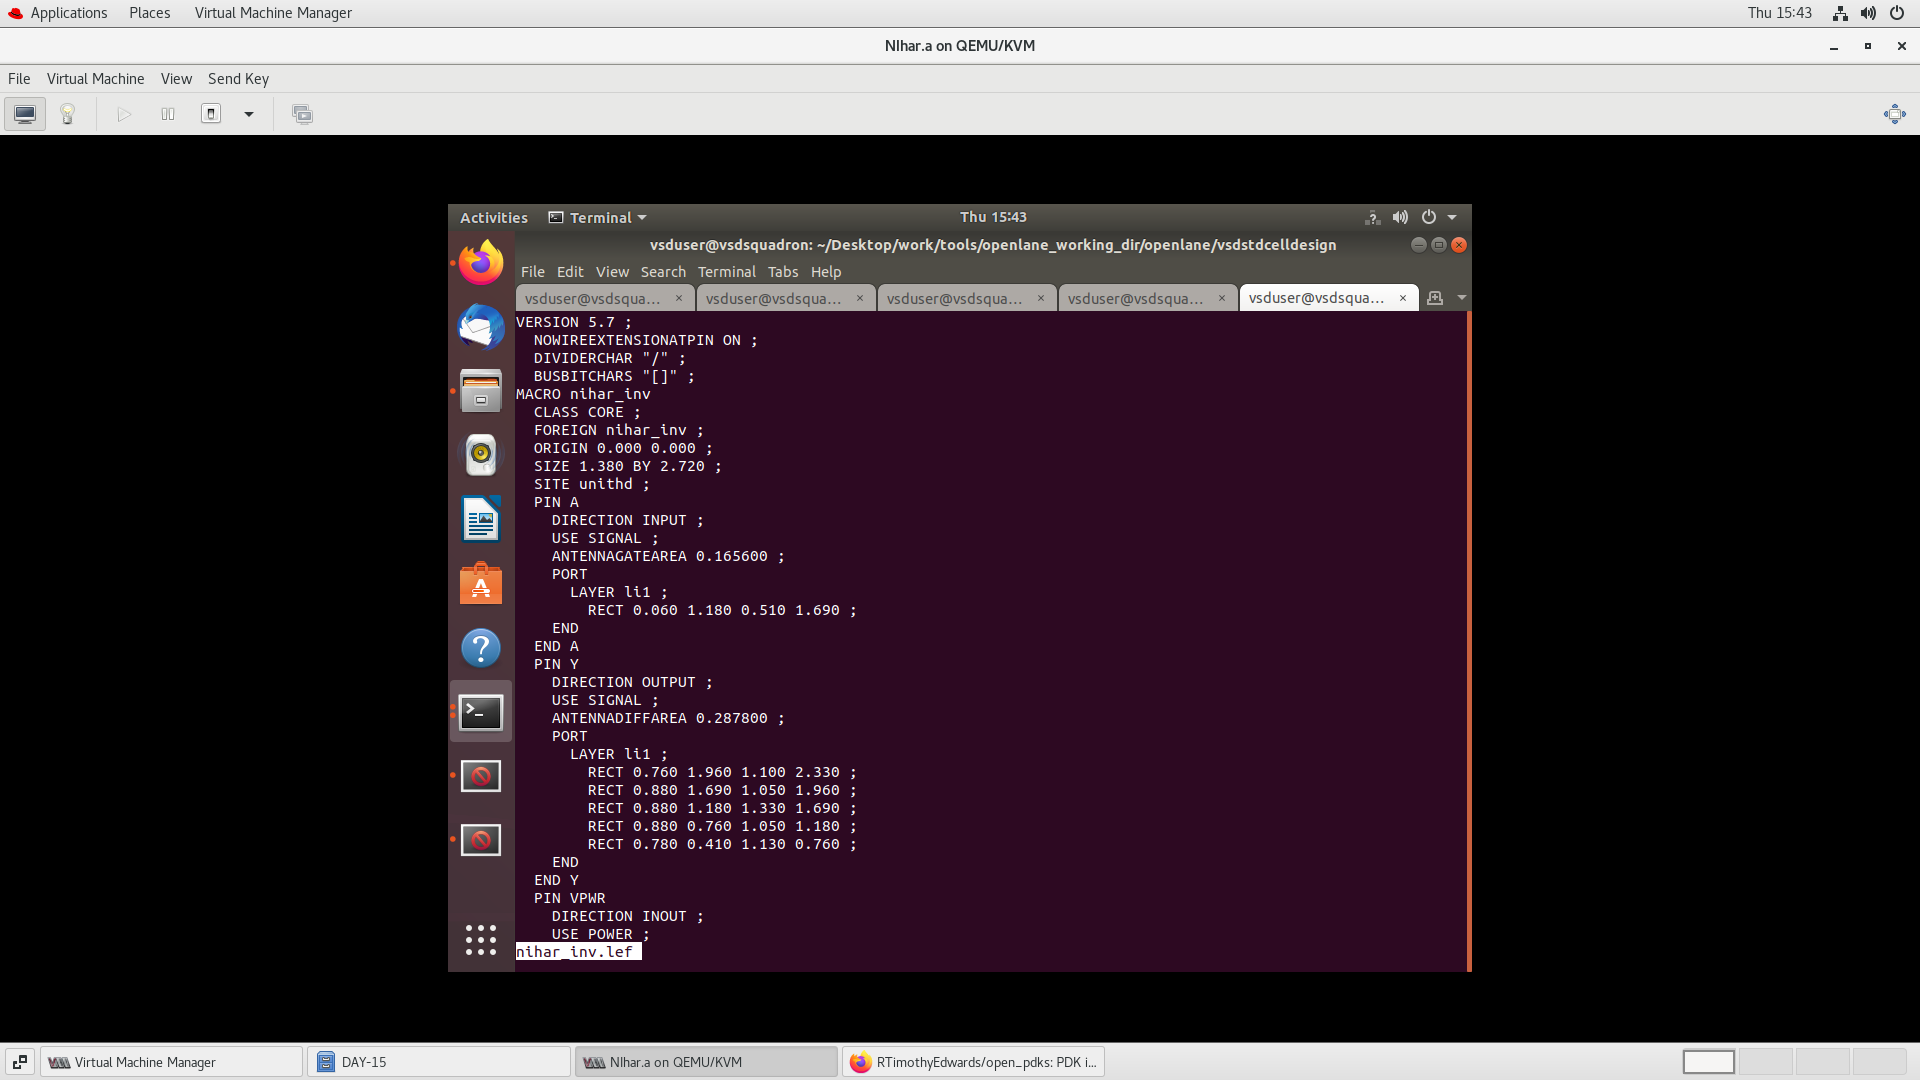 Applications Places Virtual Machine Manager Thu 15:43
NIhar.a on QEMU/KVM
File Virtual Machine View Send Key
Activities Terminal Thu 15:43
vsduser@vsdsquadron: ~/Desktop/work/tools/openlane_working_dir/openlane/vsdstdcelldesign
File Edit View Search Terminal Tabs Help
vsduser@vsdsqua... × vsduser@vsdsqua... × vsduser@vsdsqua... × vsduser@vsdsqua... × vsduser@vsdsqua... ×
VERSION 5.7 ;
NOWIREEXTENSIONATPIN ON ;
DIVIDERCHAR "/" ;
BUSBITCHARS "[]" ;
MACRO nihar_inv
CLASS CORE ;
FOREIGN nihar_inv ;
ORIGIN 0.000 0.000 ;
SIZE 1.380 BY 2.720 ;
SITE unithd ;
PIN A
DIRECTION INPUT ;
USE SIGNAL ;
ANTENNAGATEAREA 0.165600 ;
PORT
LAYER li1 ;
RECT 0.060 1.180 0.510 1.690 ;
END
END A
PIN Y
DIRECTION OUTPUT ;
USE SIGNAL ;
ANTENNADIFFAREA 0.287800 ;
PORT
LAYER li1 ;
RECT 0.760 1.960 1.100 2.330 ;
RECT 0.880 1.690 1.050 1.960 ;
RECT 0.880 1.180 1.330 1.690 ;
RECT 0.880 0.760 1.050 1.180 ;
RECT 0.780 0.410 1.130 0.760 ;
END
END Y
PIN VPWR
DIRECTION INOUT ;
USE POWER ;
nihar_inv.lef
Virtual Machine Manager DAY-15 NIhar.a on QEMU/KVM RTimothyEdwards/open_pdks: PDK i...